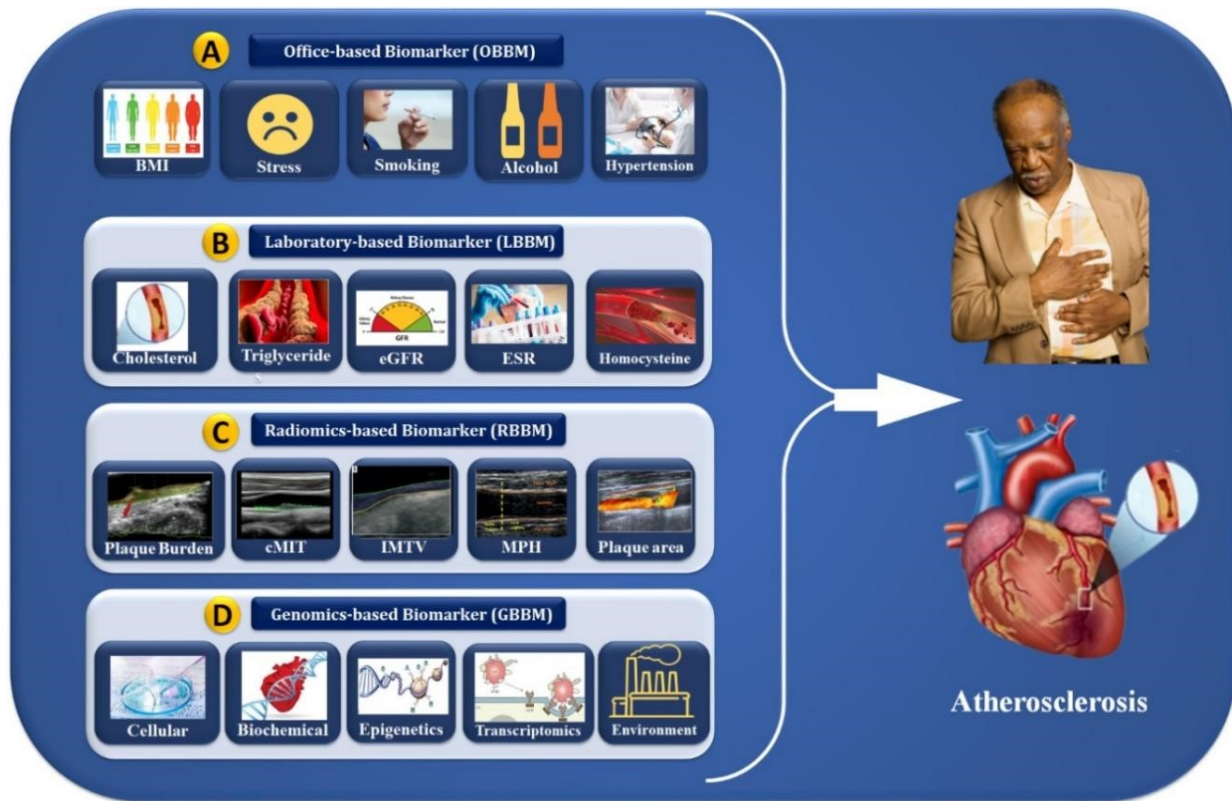 A
Office-based Biomarker (OBBM)
BMI
Stress
Smoking
Alcohol
Hypertension
B
Laboratory-based Biomarker (LBBM)
Cholesterol
Triglyceride
s
GFR
eGFR
ESR
Homocysteine
C
Radiomics-based Biomarker (RBBM)
Plaque Burden
cMIT
IMTV
MPH
Plaque area
D
Genomics-based Biomarker (GBBM)
Cellular
Biochemical
Epigenetics
Transcriptomics
Environment
Atherosclerosis